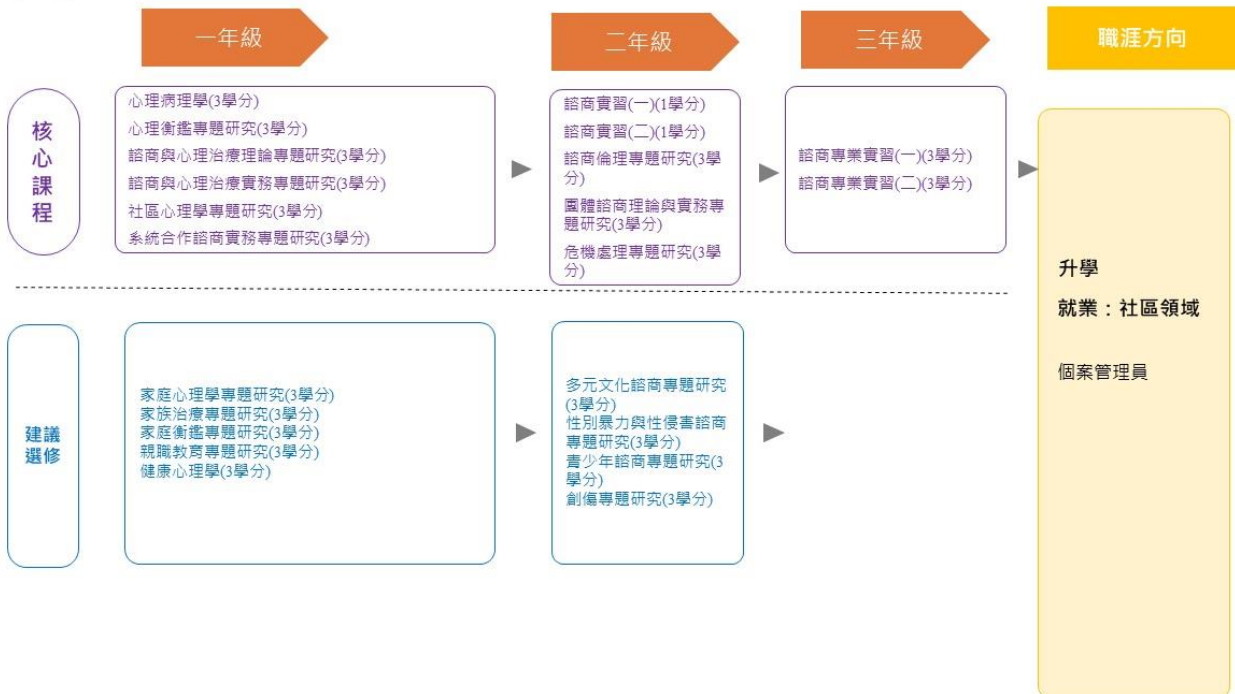 一年級
二年級
三年級
職涯方向
核
心
課
程
心理病理學(3學分)
心理衡鑑專題研究(3學分)
諮商與心理治療理論專題研究(3學分)
諮商與心理治療實務專題研究(3學分)
社區心理學專題研究(3學分)
系統合作諮商實務專題研究(3學分)
諮商實習(一)(1學分)
諮商實習(二)(1學分)
諮商倫理專題研究(3學
分)
團體諮商理論與實務專
題研究(3學分)
危機處理專題研究(3學
分)
諮商專業實習(一)(3學分)
諮商專業實習(二)(3學分)
升學
就業：社區領域
個案管理員
建議
選修
家庭心理學專題研究(3學分)
家族治療專題研究(3學分)
家庭衡鑑專題研究(3學分)
親職教育專題研究(3學分)
健康心理學(3學分)
多元文化諮商專題研究
(3學分)
性別暴力與性侵害諮商
專題研究(3學分)
青少年諮商專題研究(3
學分)
創傷專題研究(3學分)